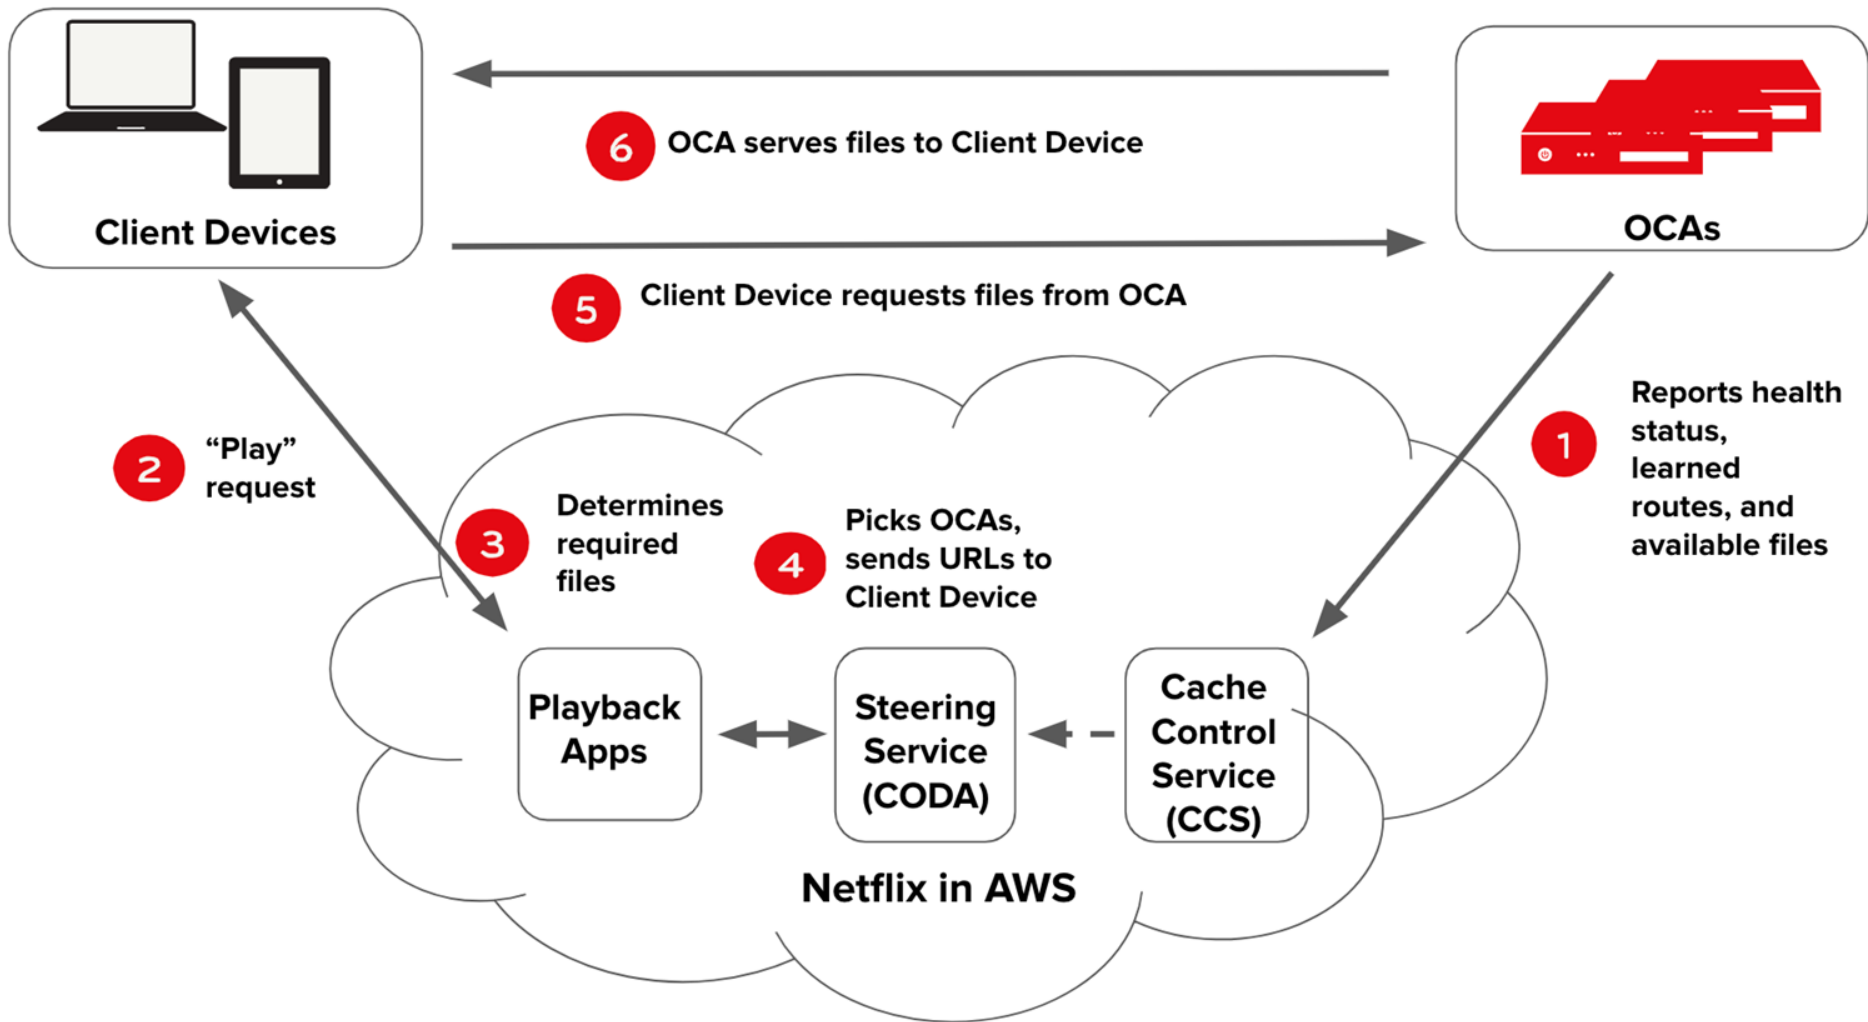 Client Devices
OCAs
6
OCA serves files to Client Device
5
Client Device requests files from OCA
1
Reports health
status,
learned
routes, and
available files
2
“Play”
request
3
Determines
required
files
4
Picks OCAs,
sends URLs to
Client Device
Playback
Apps
Steering
Service
(CODA)
Cache
Control
Service
(CCS)
Netflix in AWS